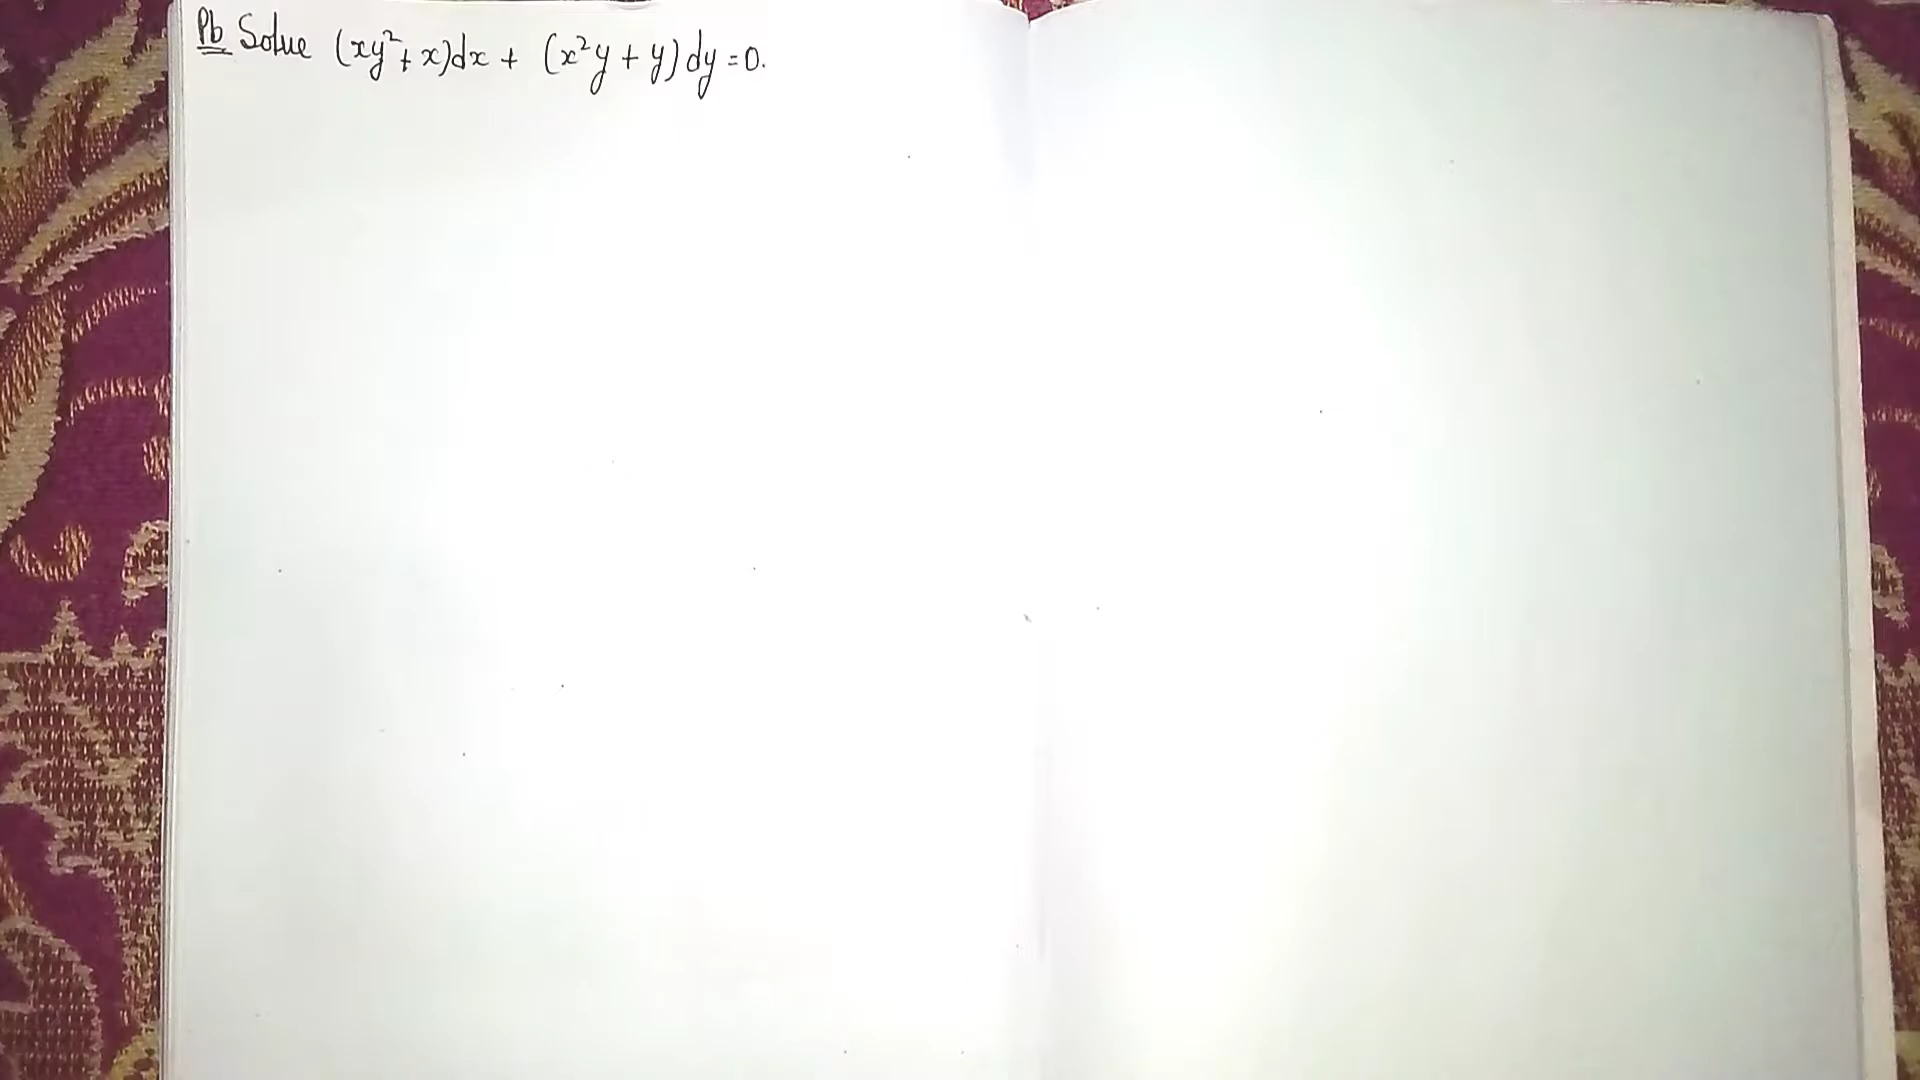 Pb Solve (xy²+ x)dx + (x²y + y) dy = 0.